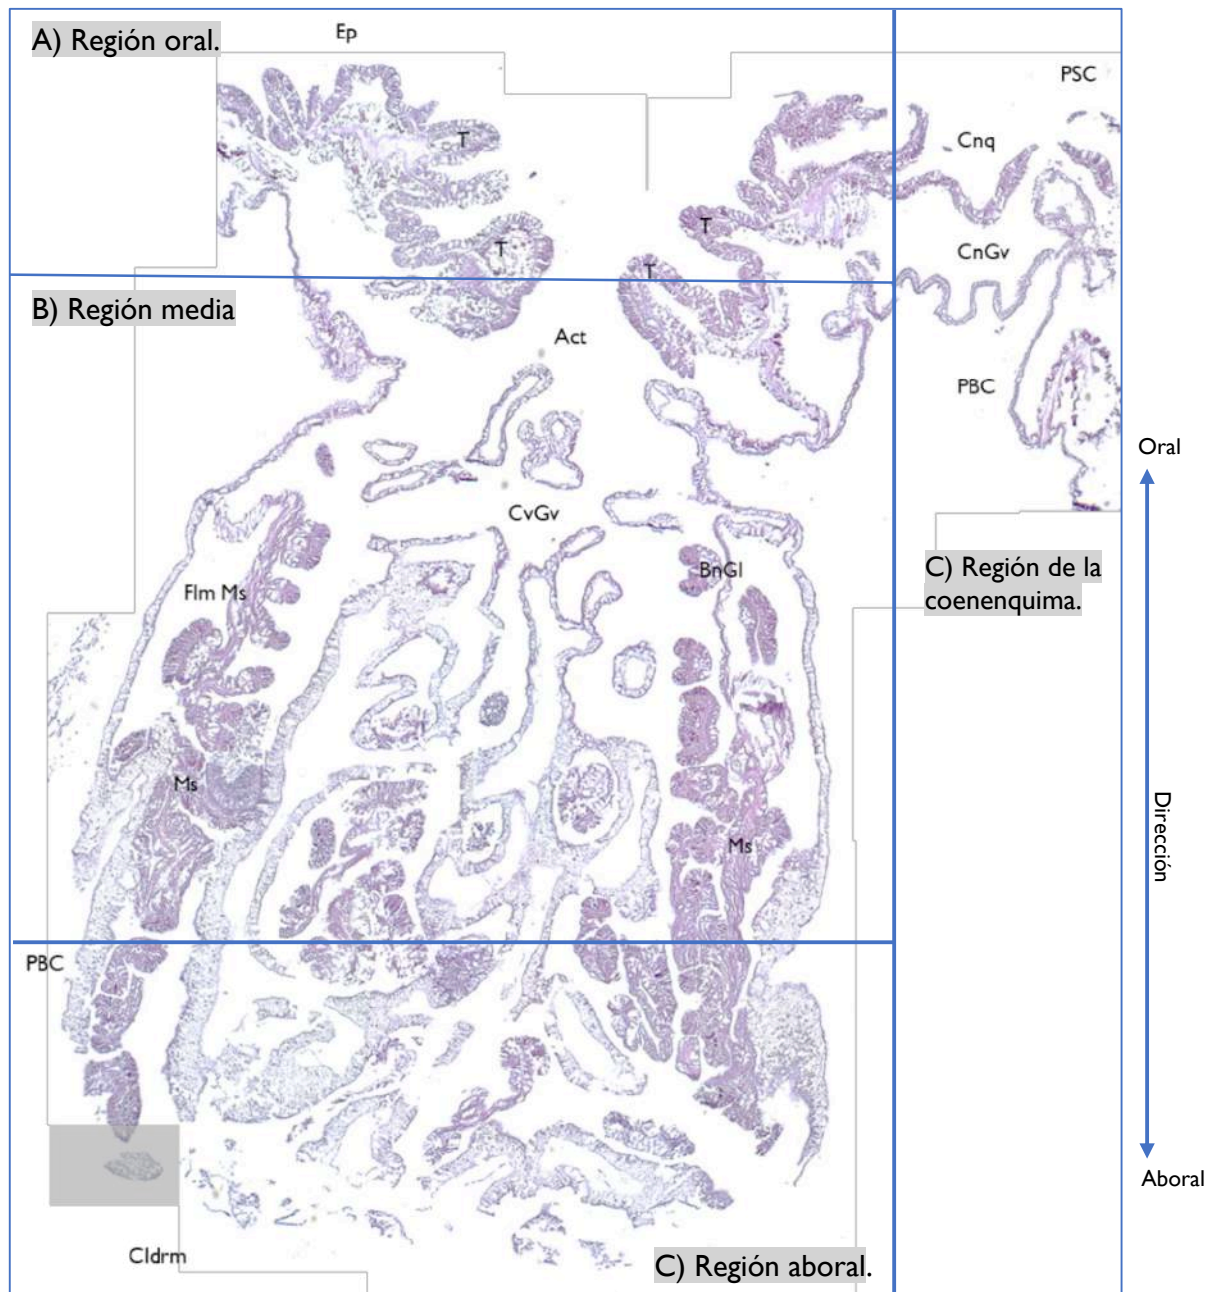 A) Región oral.
Ep
PSC
Cnq
T
T
T
T
CnGv
B) Región media
Act
PBC
Oral
CvGv
BnGl
Flm Ms
C) Región de la
coenenquima.
Ms
Ms
Dirección
PBC
Aboral
Cldrm
C) Región aboral.